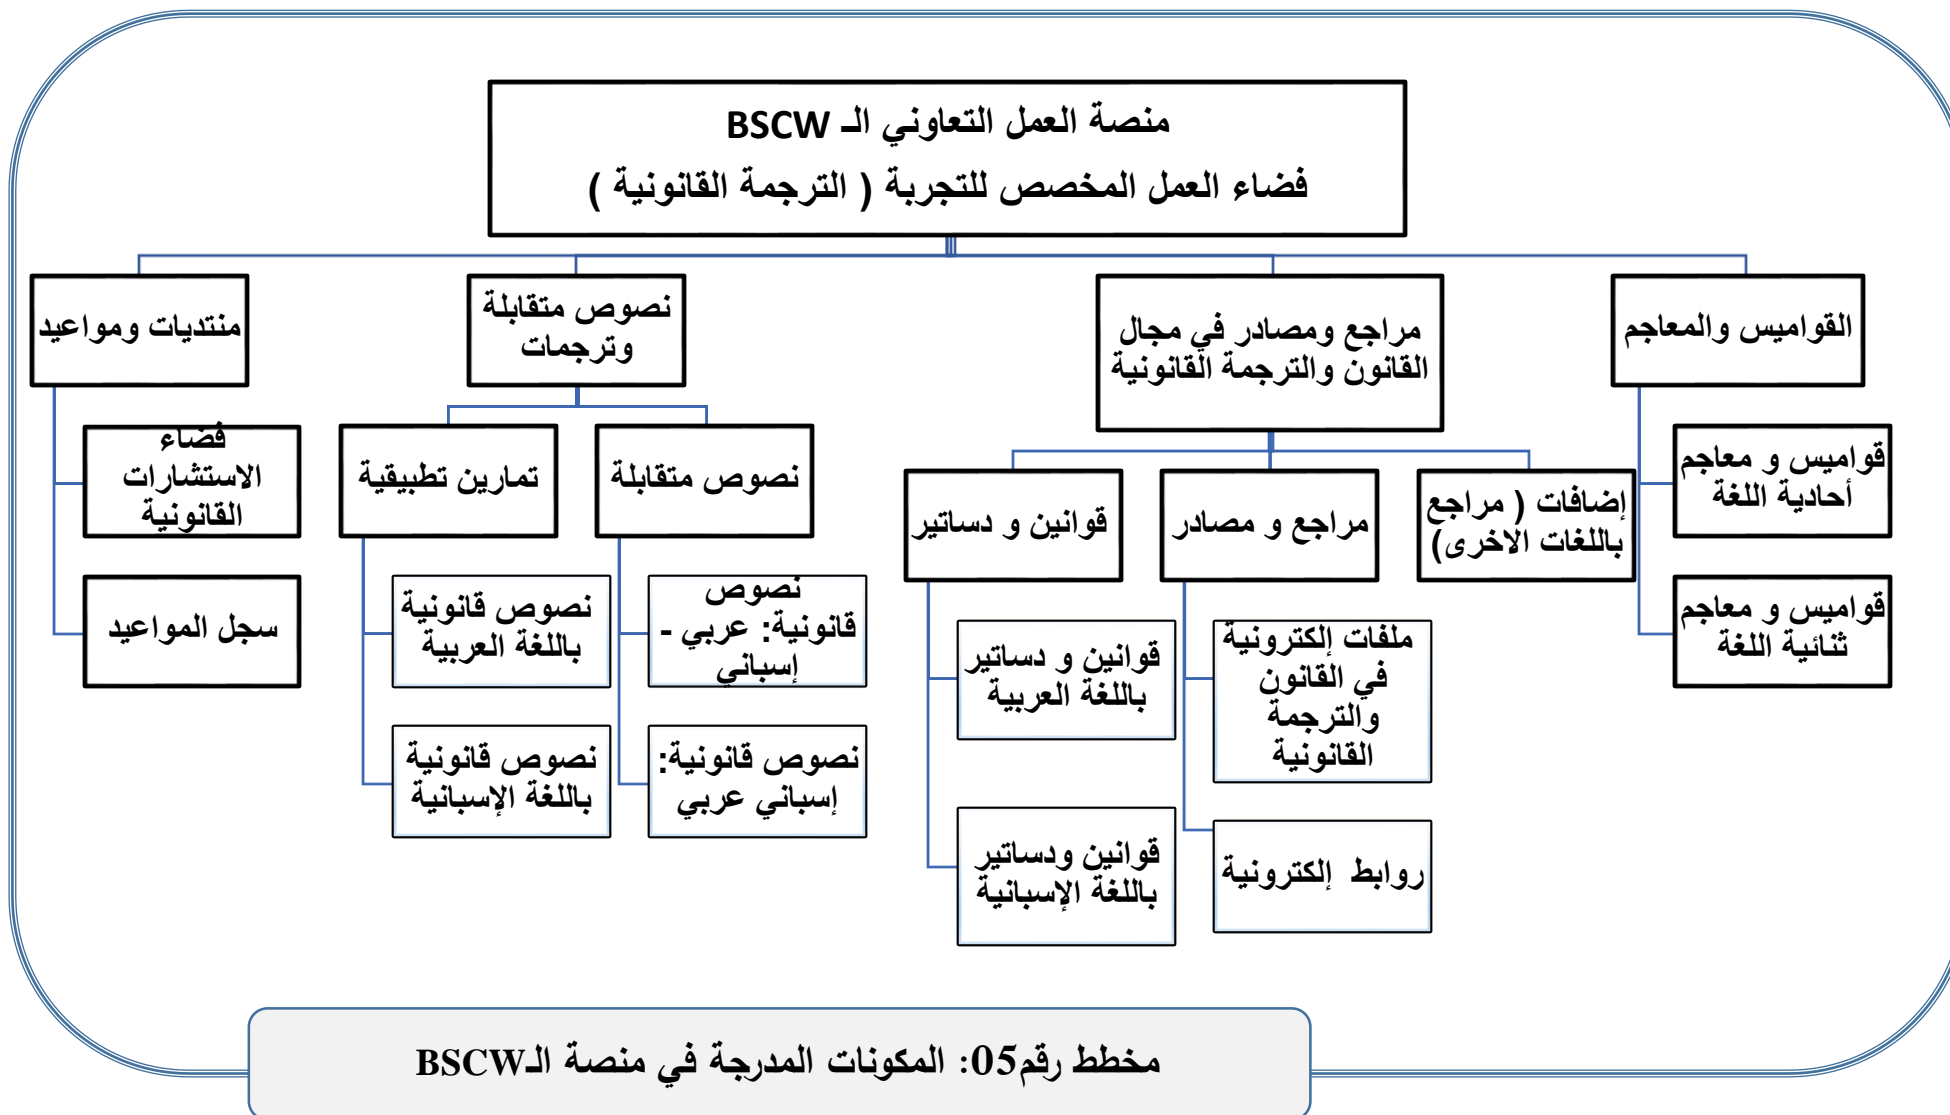 منصة العمل التعاوني الـ BSCW
فضاء العمل المخصص للتجربة ( الترجمة القانونية )
القواميس والمعاجم
مراجع ومصادر في مجال
القانون والترجمة القانونية
نصوص متقابلة
وترجمات
منتديات ومواعيد
قواميس و معاجم
أحادية اللغة
قواميس و معاجم
ثنائية اللغة
إضافات ( مراجع
باللغات الاخرى)
مراجع و مصادر
قوانين و دساتير
ملفات إلكترونية
في القانون
والترجمة
القانونية
روابط إلكترونية
قوانين و دساتير
باللغة العربية
قوانين ودساتير
باللغة الإسبانية
نصوص متقابلة
تمارين تطبيقية
نصوص
قانونية: عربي -
إسباني
نصوص قانونية:
إسباني عربي
نصوص قانونية
باللغة العربية
نصوص قانونية
باللغة الإسبانية
فضاء
الاستشارات
القانونية
سجل المواعيد
مخطط رقم05: المكونات المدرجة في منصة الـBSCW